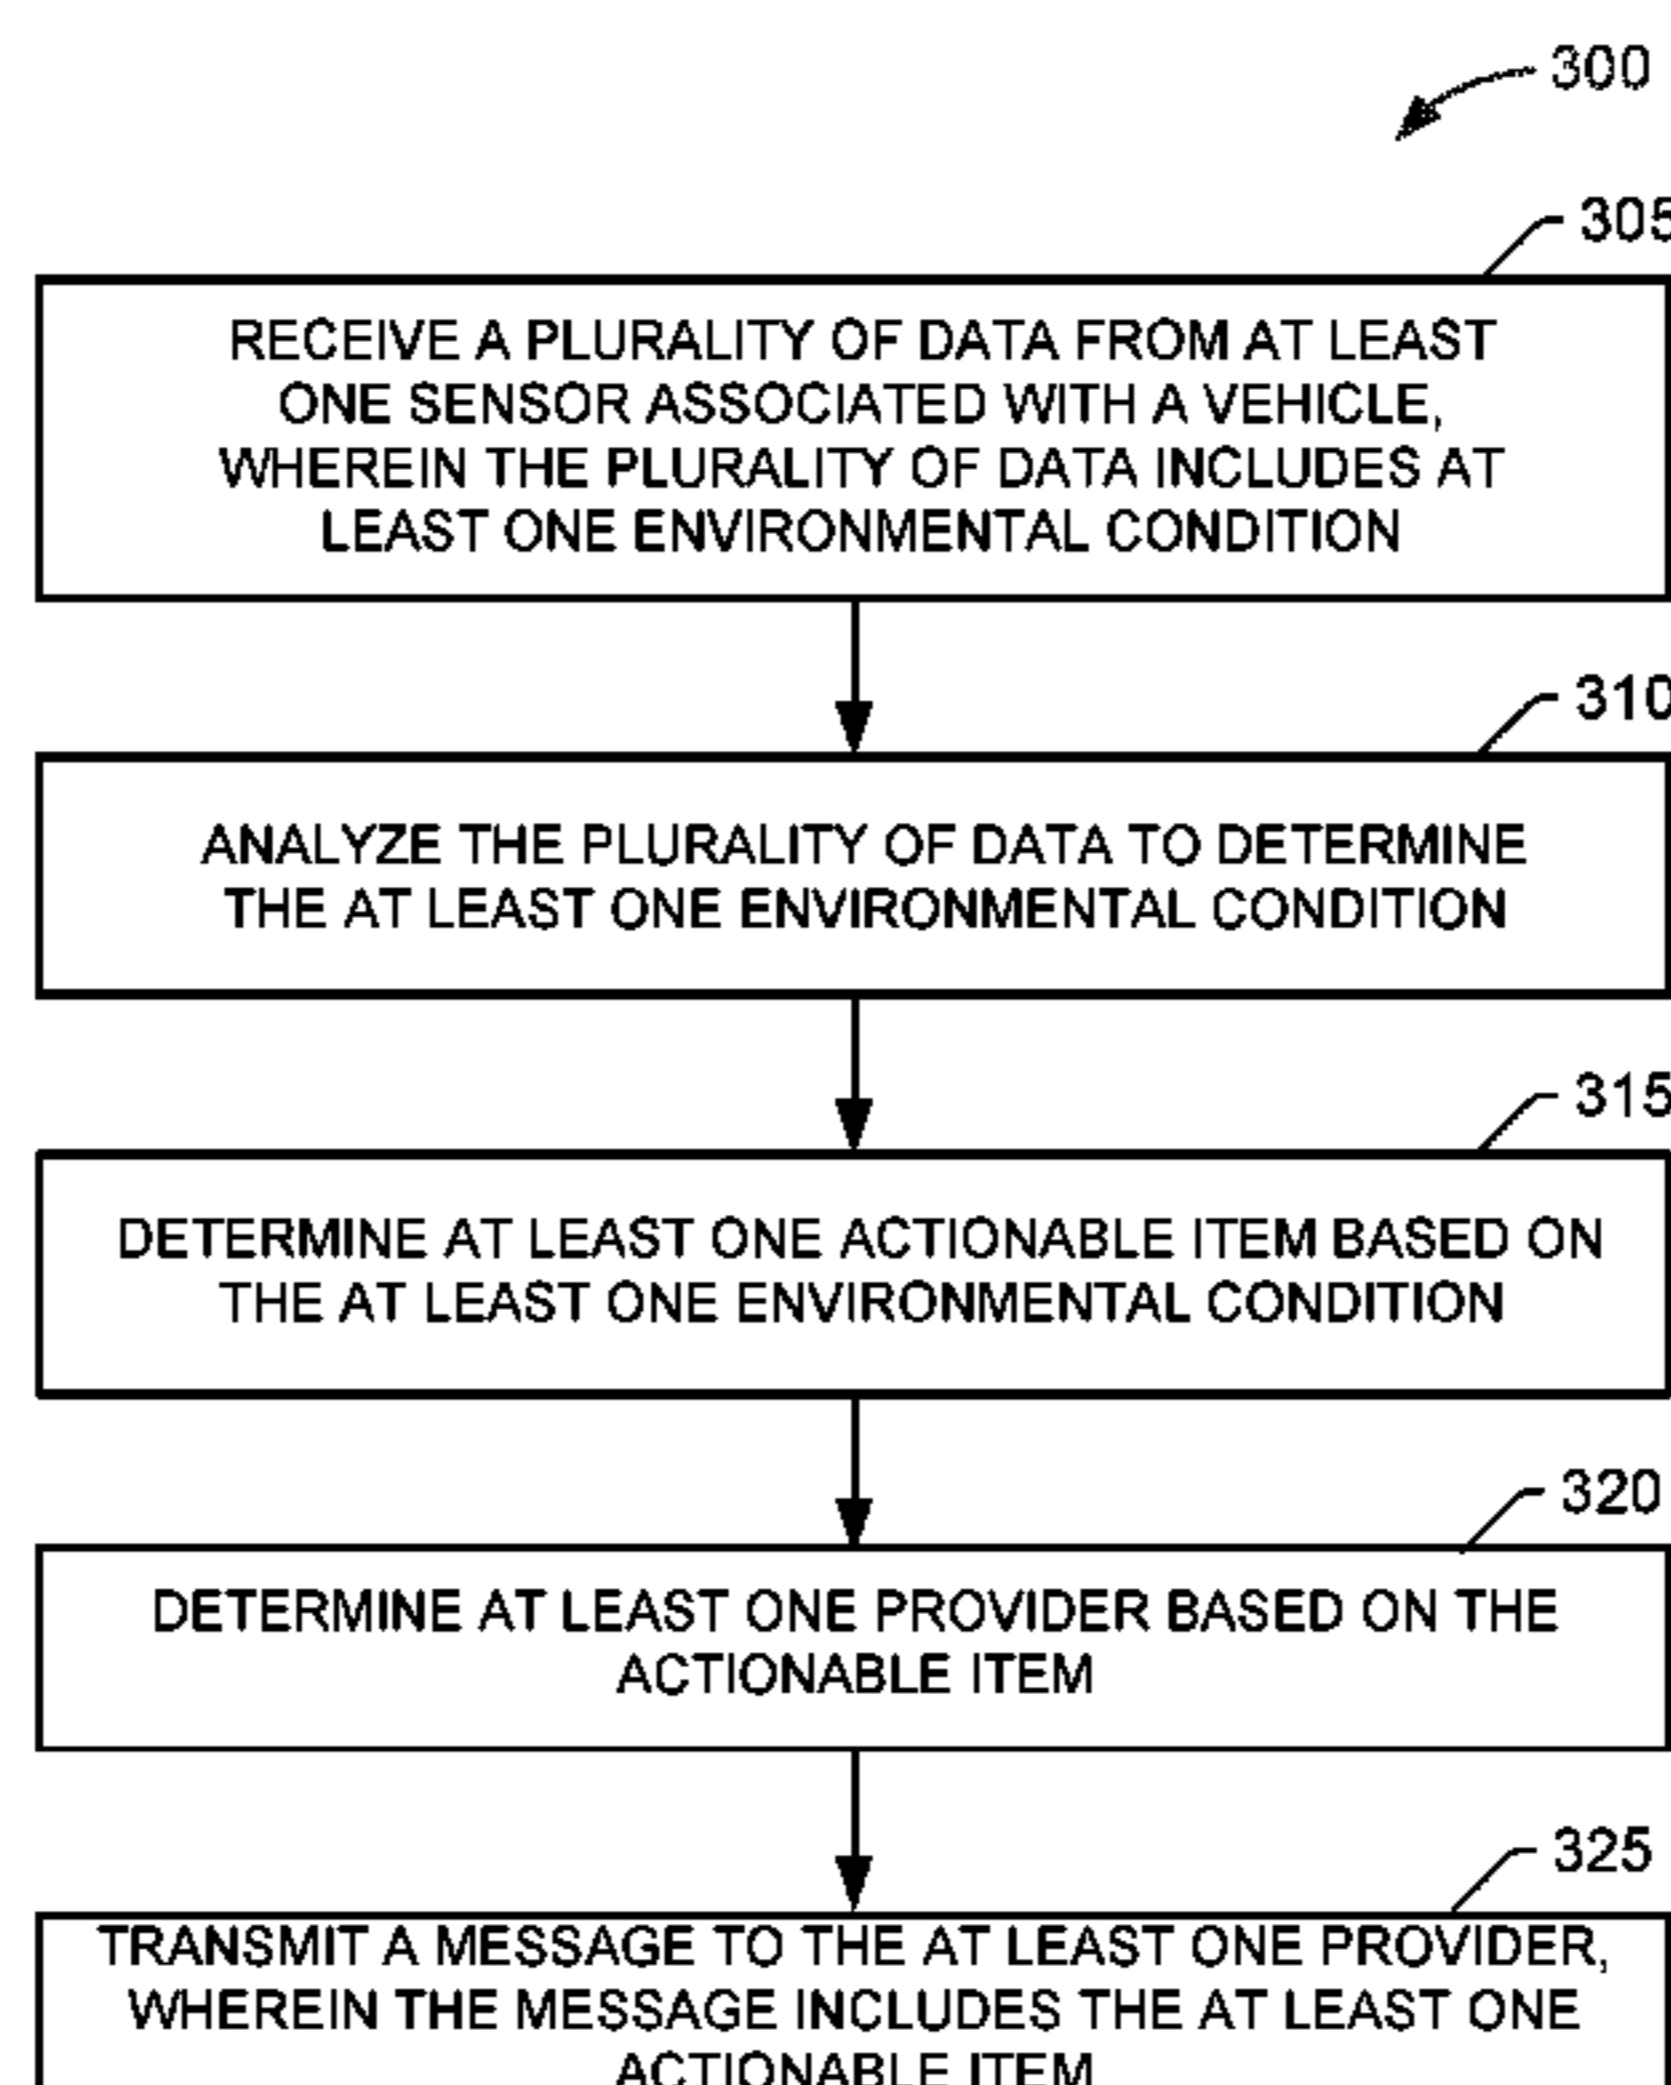 300
305
RECEIVE A PLURALITY OF DATA FROM AT LEAST
ONE SENSOR ASSOCIATED WITH A VEHICLE,
WHEREIN THE PLURALITY OF DATA INCLUDES AT
LEAST ONE ENVIRONMENTAL CONDITION
310
ANALYZE THE PLURALITY OF DATA TO DETERMINE
THE AT LEAST ONE ENVIRONMENTAL CONDITION
315
DETERMINE AT LEAST ONE ACTIONABLE ITEM BASED ON
THE AT LEAST ONE ENVIRONMENTAL CONDITION
320
DETERMINE AT LEAST ONE PROVIDER BASED ON THE
ACTIONABLE ITEM
325
TRANSMIT A MESSAGE TO THE AT LEAST ONE PROVIDER,
WHEREIN THE MESSAGE INCLUDES THE AT LEAST ONE
ACTIONABLE ITEM